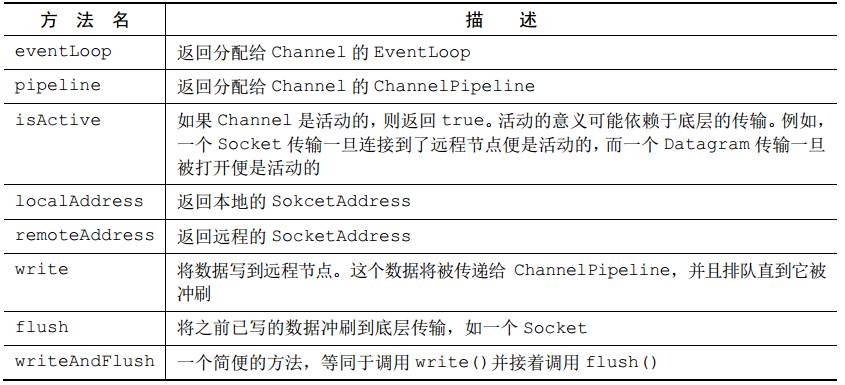 方 法 名 描 述
eventLoop 返回分配给 Channel 的 EventLoop
pipeline 返回分配给 Channel 的 ChannelPipeline
isActive 如果 Channel 是活动的，则返回 true。活动的意义可能依赖于底层的传输。例如，
一个 Socket 传输一旦连接到了远程节点便是活动的，而一个 Datagram 传输一旦
被打开便是活动的
localAddress 返回本地的 SokcetAddress
remoteAddress 返回远程的 SocketAddress
write 将数据写到远程节点。这个数据将被传递给 ChannelPipeline，并且排队直到它被
冲刷
flush 将之前已写的数据冲刷到底层传输，如一个 Socket
writeAndFlush 一个简便的方法，等同于调用 write()并接着调用 flush()